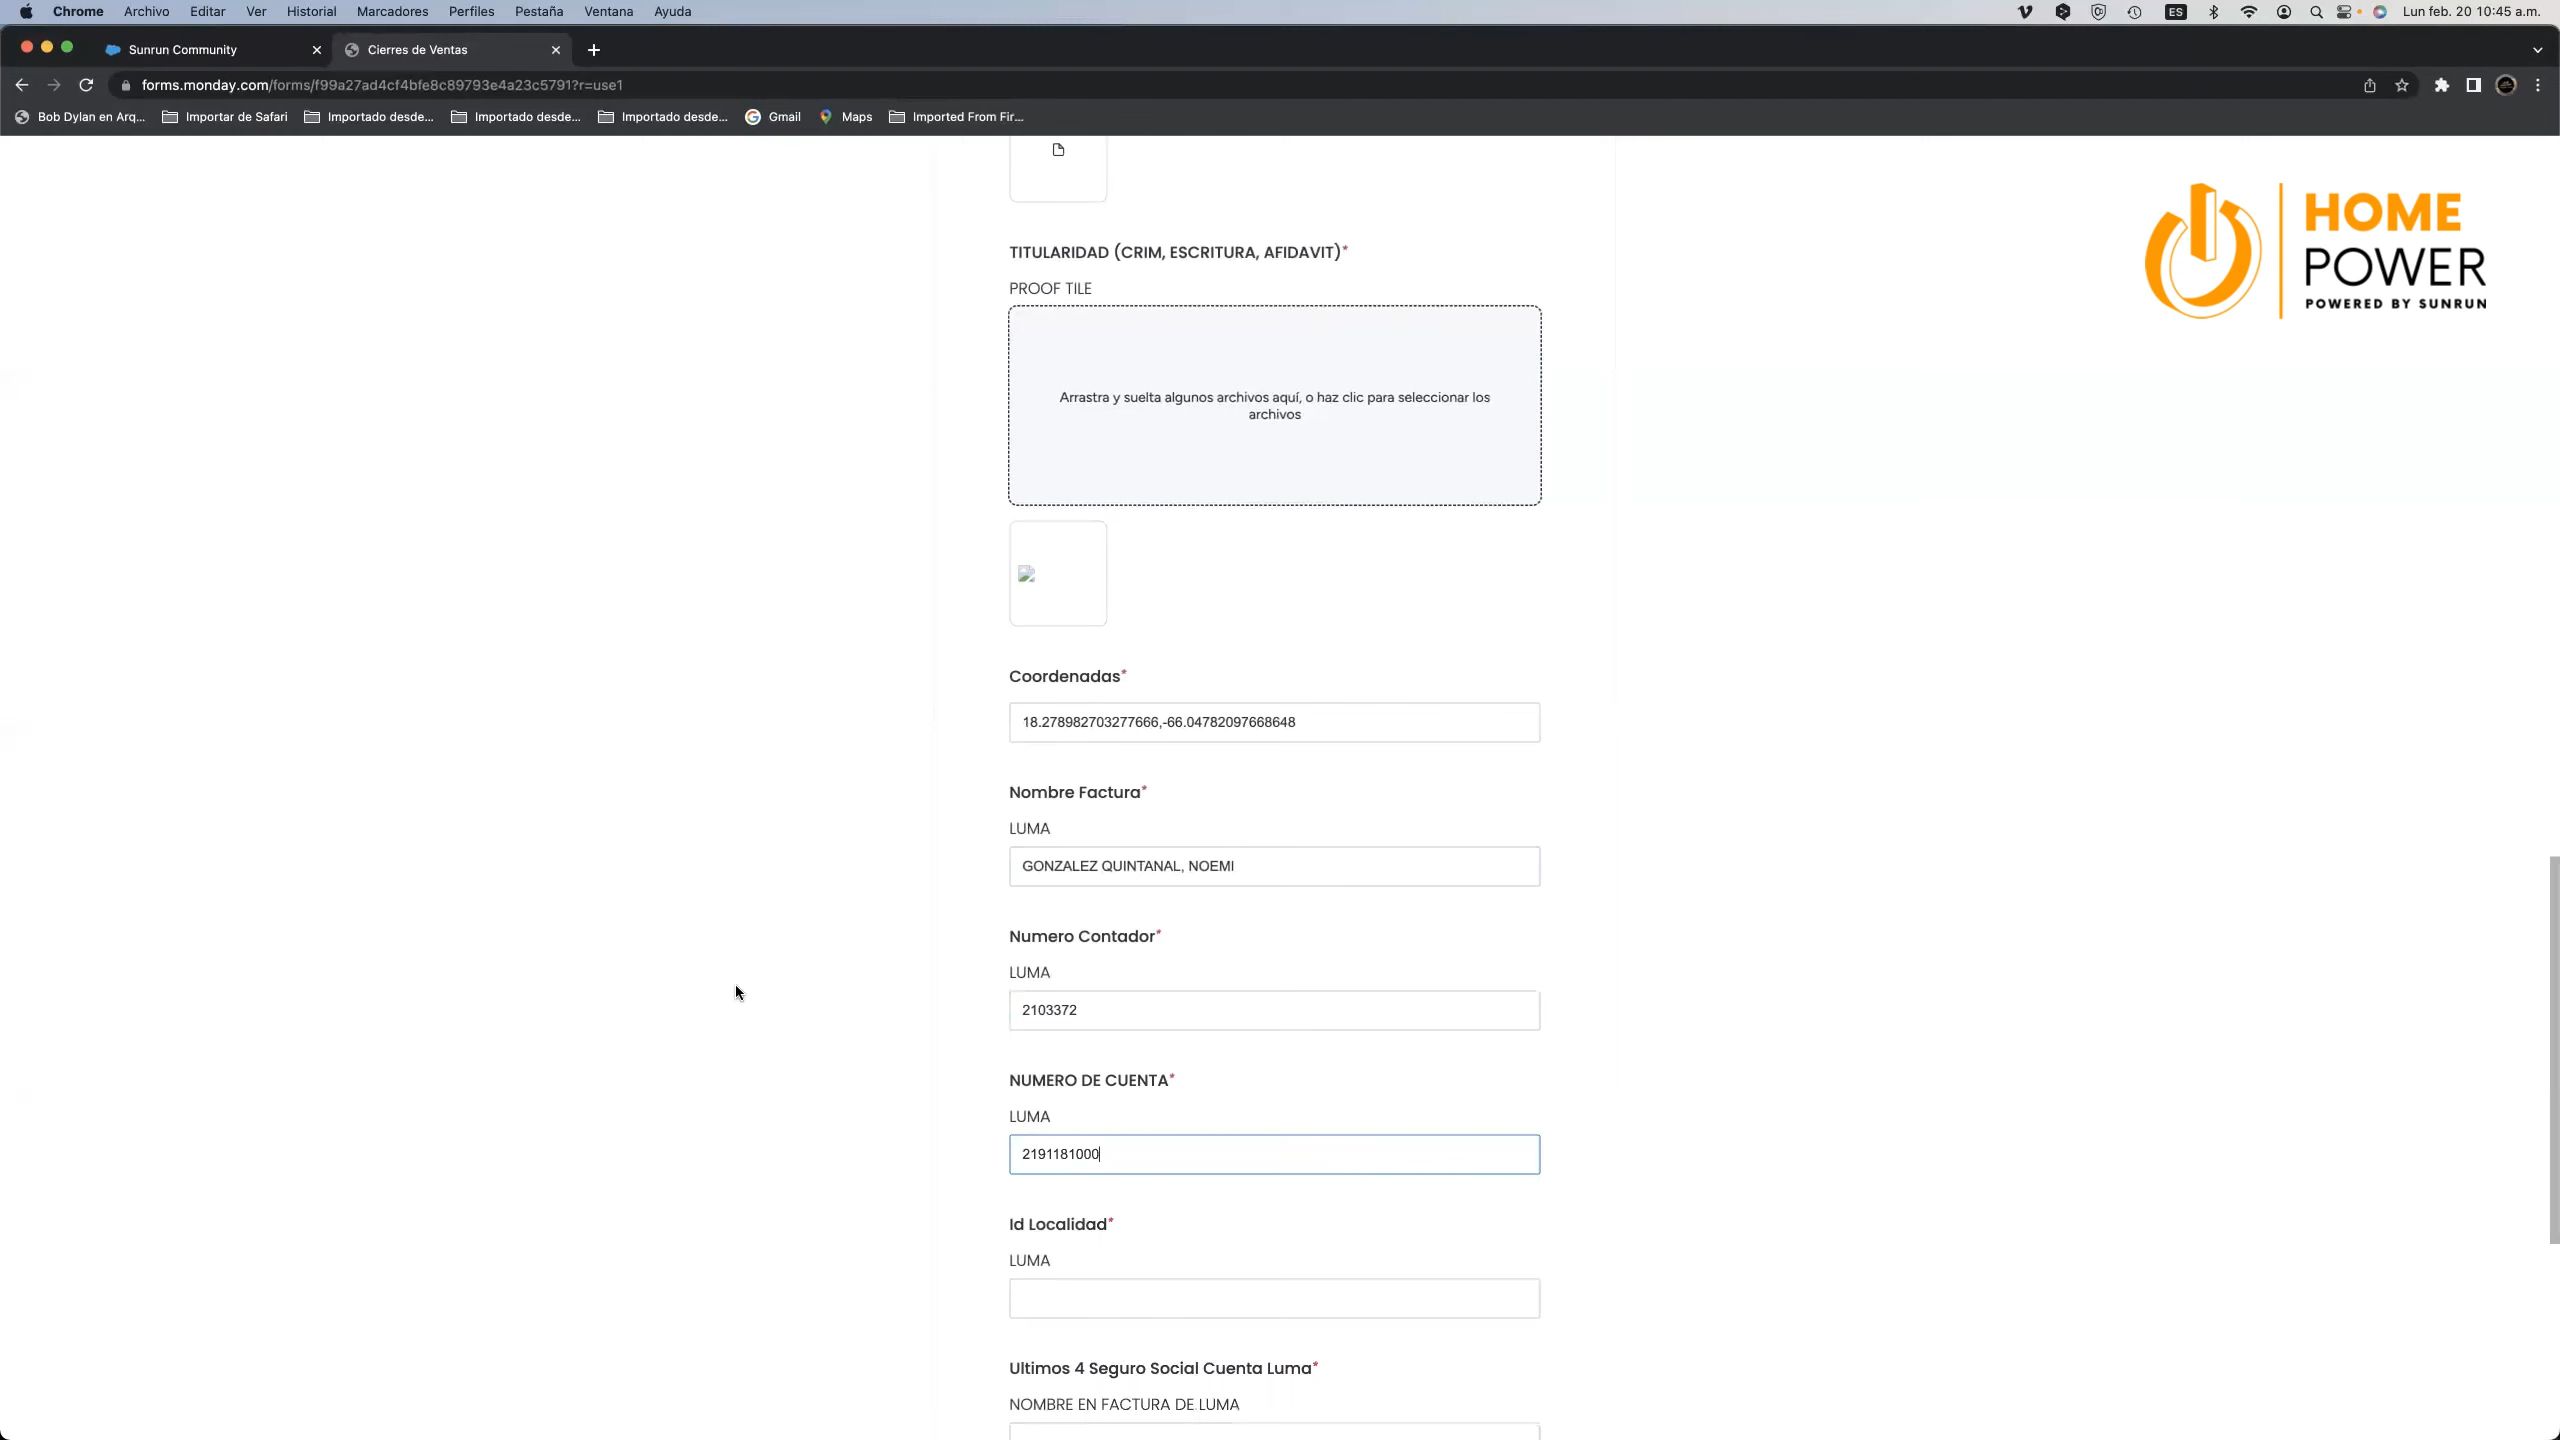 Chrome Archivo Editar Ver Historial Marcadores Perfiles Pestaña Ventana Ayuda ES Lun feb. 20 10:45 a.m.
Sunrun Community Cierres de Ventas
forms.monday.com/forms/f99a27ad4cf4bfe8c89793e4a23c5791?r=use1
Bob Dylan en Arq... Importar de Safari Importado desde... Importado desde... Importado desde... Gmail Maps Imported From Fir...
HOME
POWER
POWERED BY SUNRUN
TITULARIDAD (CRIM, ESCRITURA, AFIDAVIT)*
PROOF TILE
Arrastra y suelta algunos archivos aquí, o haz clic para seleccionar los
archivos
Coordenadas*
18.278982703277666,-66.04782097668648
Nombre Factura*
LUMA
GONZALEZ QUINTANAL, NOEMI
Numero Contador*
LUMA
2103372
NUMERO DE CUENTA*
LUMA
2191181000
Id Localidad*
LUMA
Ultimos 4 Seguro Social Cuenta Luma*
NOMBRE EN FACTURA DE LUMA